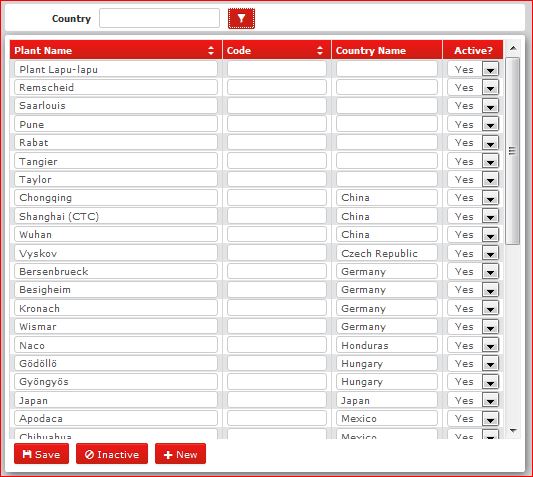 Country
Plant Name Code Country Name Active?
Plant Lapu-lapu Yes
Remscheid Yes
Saarlouis Yes
Pune Yes
Rabat Yes
Tangier Yes
Taylor Yes
Chongqing China Yes
Shanghai (CTC) China Yes
Wuhan China Yes
Vyskov Czech Republic Yes
Bersenbrueck Germany Yes
Besigheim Germany Yes
Kronach Germany Yes
Wismar Germany Yes
Naco Honduras Yes
Gödöllő Hungary Yes
Gyöngyös Hungary Yes
Japan Japan Yes
Apodaca Mexico Yes
Chihuahua Mexico Yes
Save Inactive New